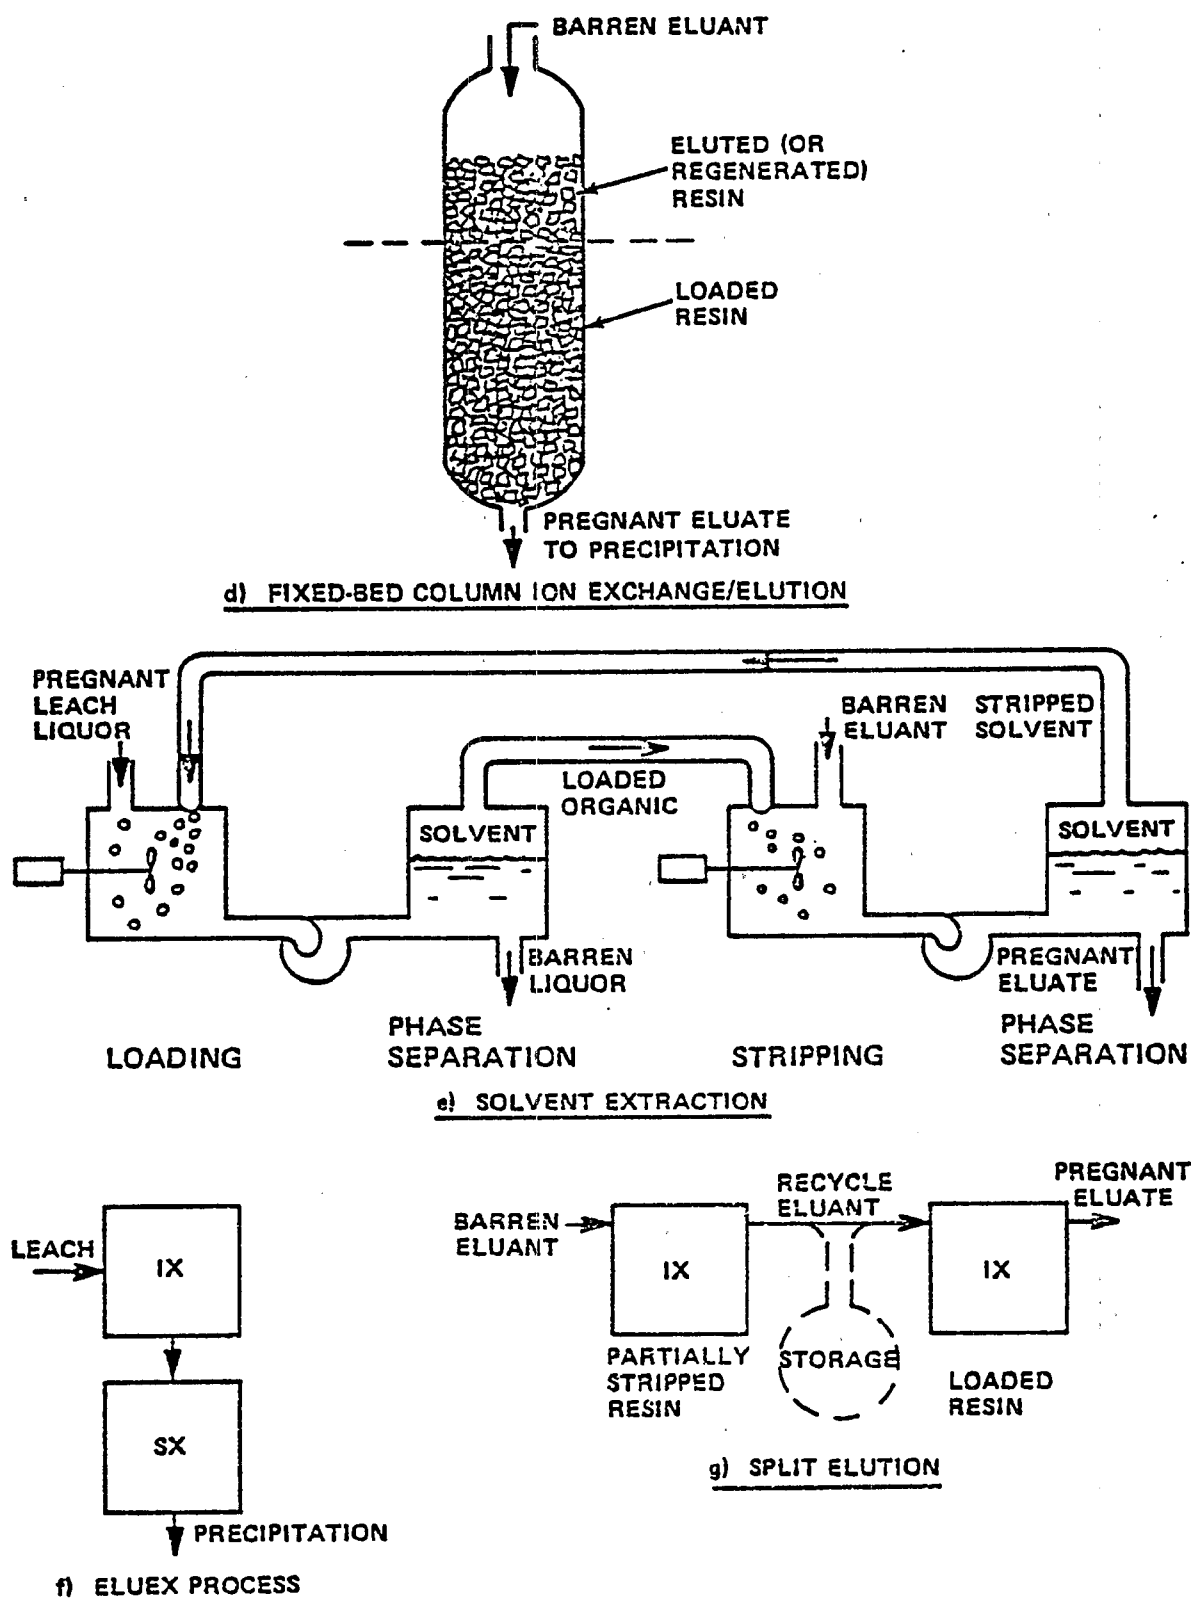 BARREN ELUANT
ELUTED (OR
REGENERATED)
RESIN
LOADED
RESIN
PREGNANT ELUATE
TO PRECIPITATION
d) FIXED-BED COLUMN ION EXCHANGE/ELUTION
PREGNANT
LEACH
LIQUOR
BARREN
ELUANT
STRIPPED
SOLVENT
LOADED
ORGANIC
SOLVENT
SOLVENT
BARREN
LIQUOR
PREGNANT
ELUATE
LOADING
PHASE
SEPARATION
STRIPPING
PHASE
SEPARATION
e) SOLVENT EXTRACTION
LEACH
IX
SX
PRECIPITATION
f) ELUEX PROCESS
BARREN
ELUANT
IX
PARTIALLY
STRIPPED
RESIN
RECYCLE
ELUANT
STORAGE
IX
LOADED
RESIN
PREGNANT
ELUATE
g) SPLIT ELUTION